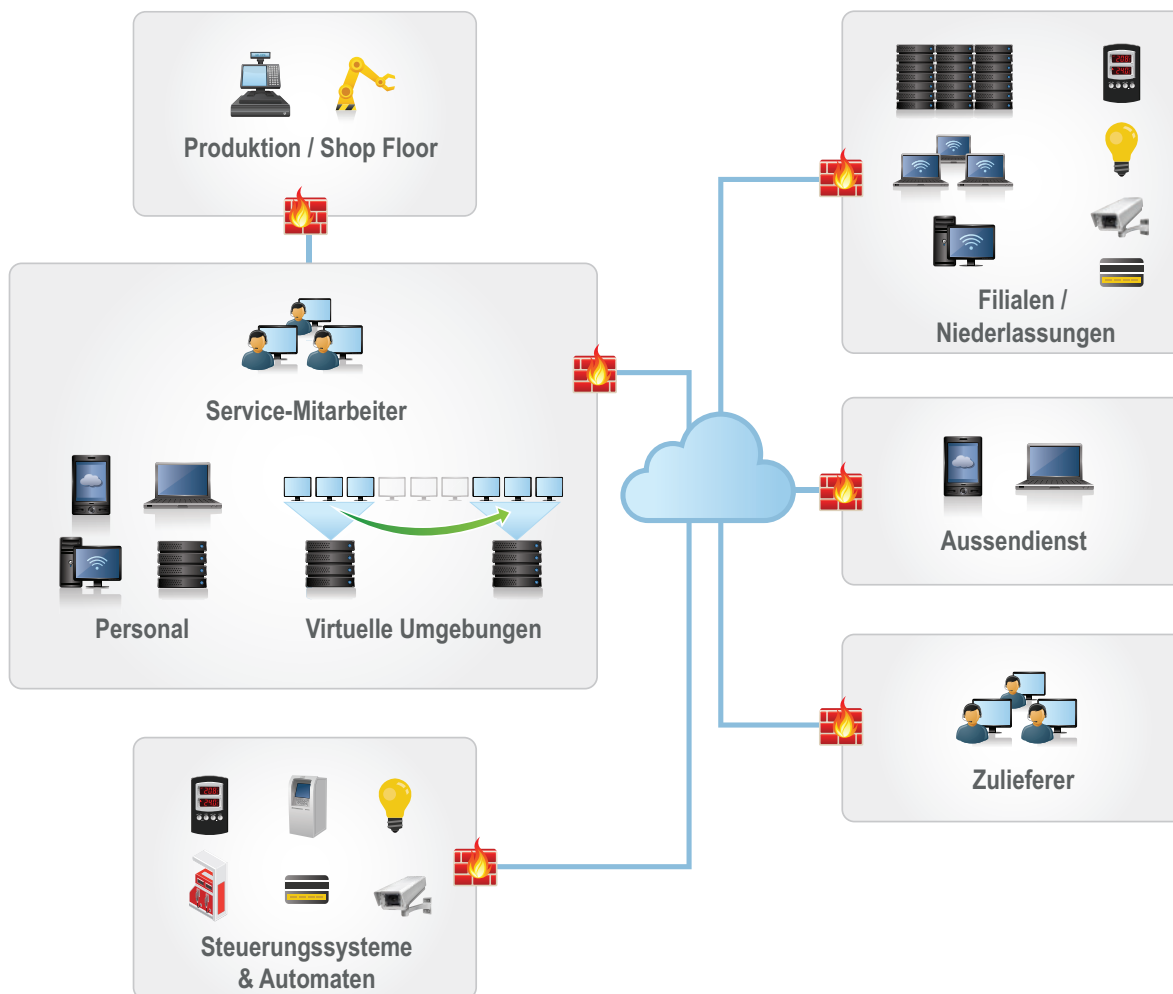 Produktion / Shop Floor
Service-Mitarbeiter
Personal
Virtuelle Umgebungen
Steuerungssysteme
& Automaten
Filialen /
Niederlassungen
Aussendienst
Zulieferer